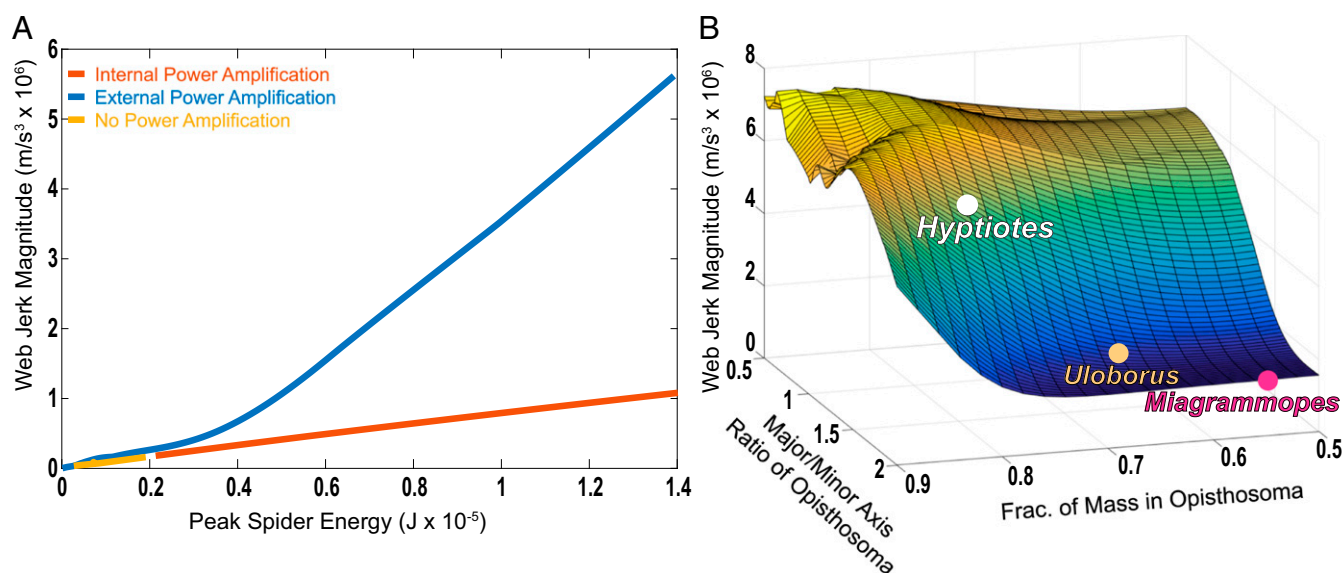 A
Web Jerk Magnitude (m/s³ x 10⁶)
6
5
4
3
2
1
0
Internal Power Amplification
External Power Amplification
No Power Amplification
0 0.2 0.4 0.6 0.8 1 1.2 1.4
Peak Spider Energy (J x 10⁻⁵)
B
Web Jerk Magnitude (m/s³ x 10⁶)
8
6
4
2
0
Hyptiotes
Uloborus
Miagrammopes
0.5
1
1.5
2
Major/Minor Axis
Ratio of Opisthosoma
0.9 0.8 0.7 0.6 0.5
Frac. of Mass in Opisthosoma